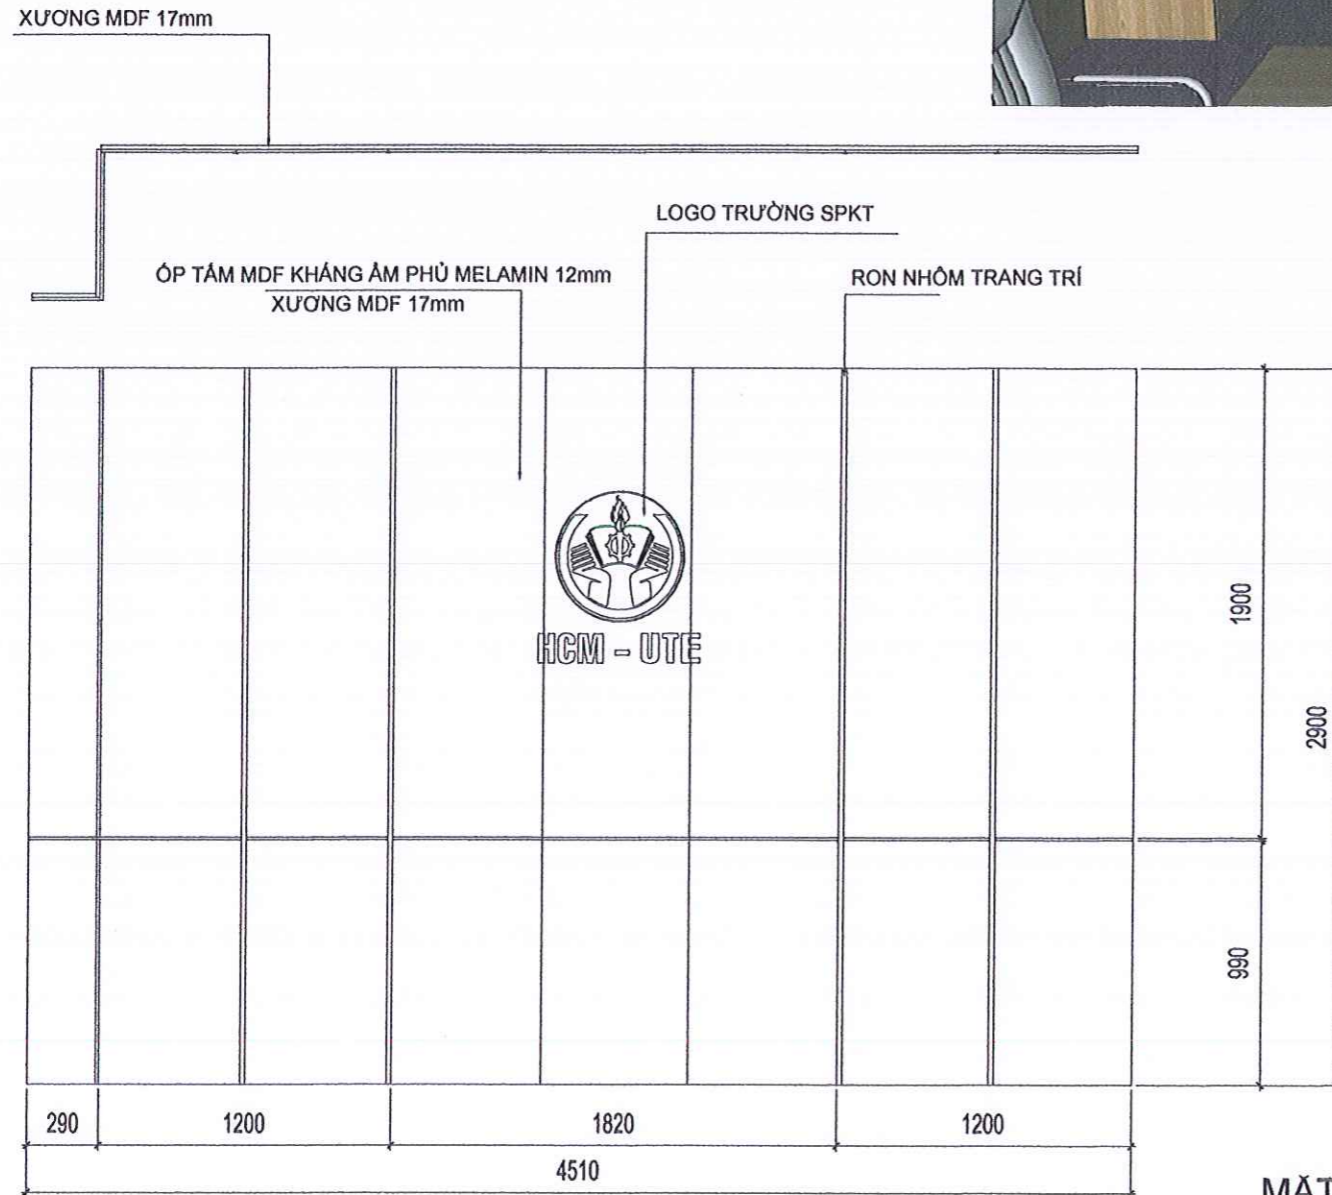 XƯƠNG MDF 17mm
LOGO TRƯỜNG SPKT
ỐP TẤM MDF KHÁNG ẨM PHỦ MELAMIN 12mm
XƯƠNG MDF 17mm
RON NHÔM TRANG TRÍ
HCM - UTE
1900
2900
990
290
1200
1820
1200
4510
MẶT